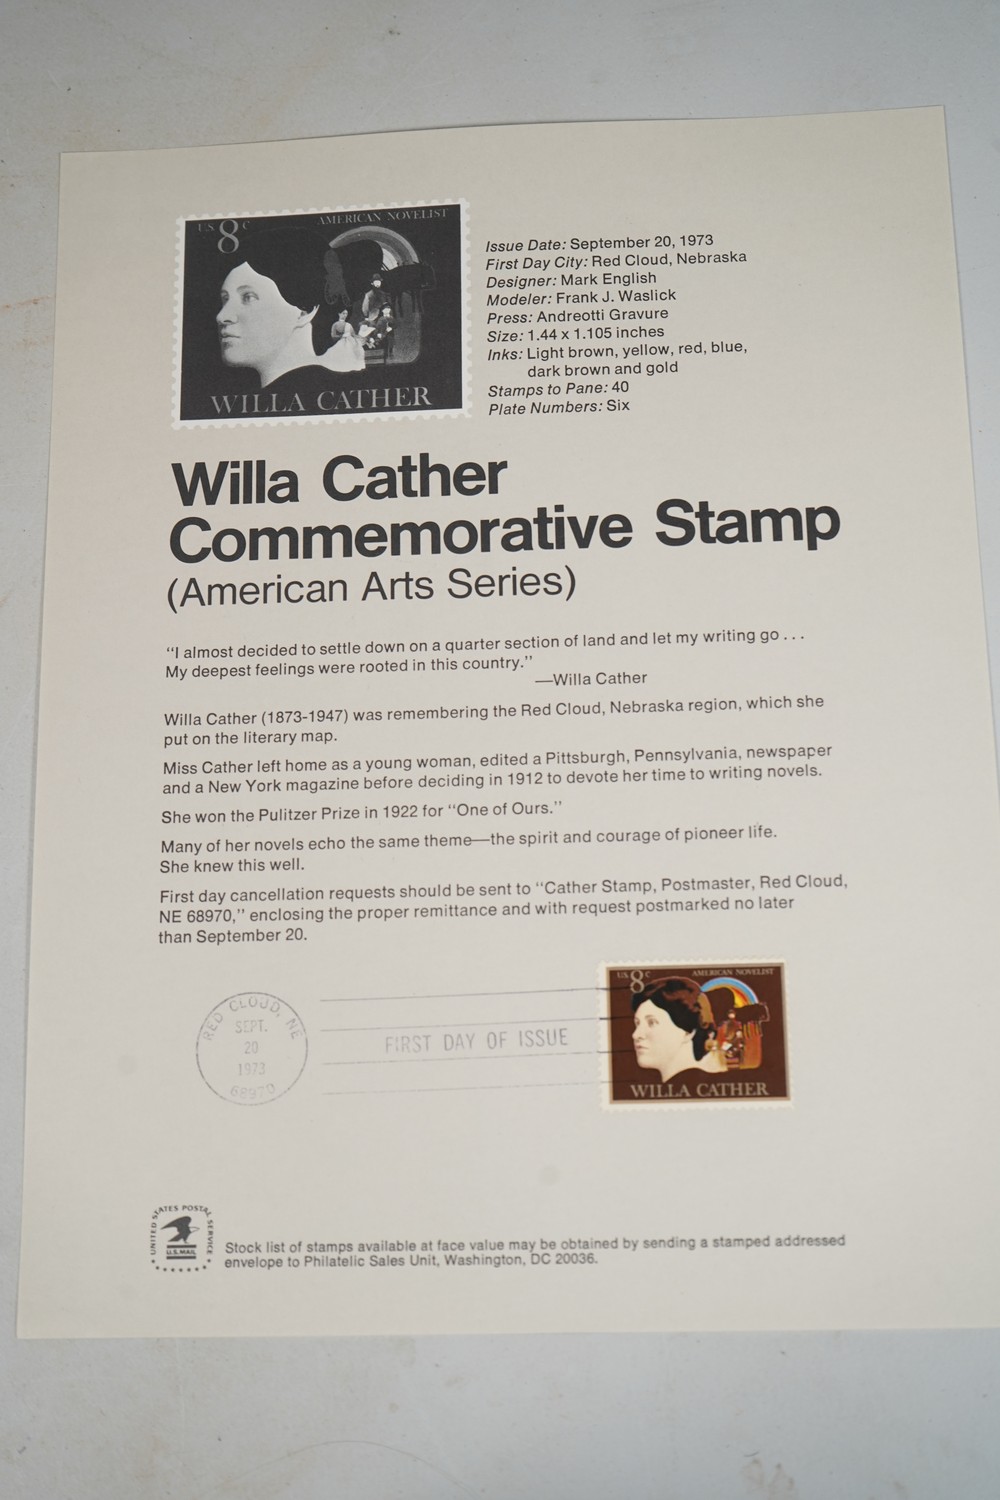 US 8c AMERICAN NOVELIST
WILLA CATHER
Issue Date: September 20, 1973
First Day City: Red Cloud, Nebraska
Designer: Mark English
Modeler: Frank J. Waslick
Press: Andreotti Gravure
Size: 1.44 x 1.105 inches
Inks: Light brown, yellow, red, blue,
dark brown and gold
Stamps to Pane: 40
Plate Numbers: Six
Willa Cather
Commemorative Stamp
(American Arts Series)
“I almost decided to settle down on a quarter section of land and let my writing go . . .
My deepest feelings were rooted in this country.”
—Willa Cather
Willa Cather (1873-1947) was remembering the Red Cloud, Nebraska region, which she
put on the literary map.
Miss Cather left home as a young woman, edited a Pittsburgh, Pennsylvania, newspaper
and a New York magazine before deciding in 1912 to devote her time to writing novels.
She won the Pulitzer Prize in 1922 for “One of Ours.”
Many of her novels echo the same theme—the spirit and courage of pioneer life.
She knew this well.
First day cancellation requests should be sent to “Cather Stamp, Postmaster, Red Cloud,
NE 68970,” enclosing the proper remittance and with request postmarked no later
than September 20.
RED CLOUD, NE
SEPT.
20
1973
68970
FIRST DAY OF ISSUE
US 8c AMERICAN NOVELIST
WILLA CATHER
UNITED STATES POSTAL SERVICE
U.S. MAIL
Stock list of stamps available at face value may be obtained by sending a stamped addressed
envelope to Philatelic Sales Unit, Washington, DC 20036.